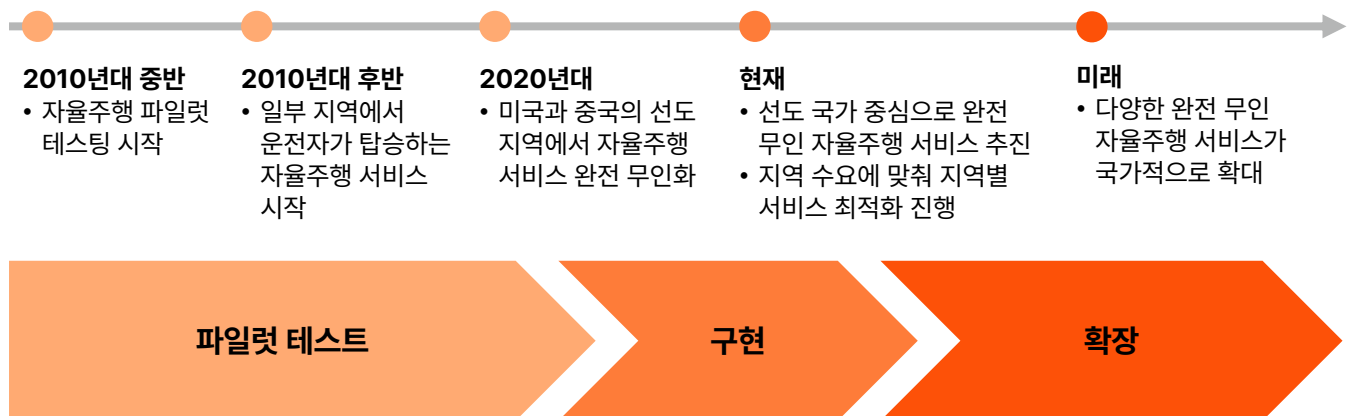 2010년대 중반
• 자율주행 파일럿
테스팅 시작
2010년대 후반
• 일부 지역에서
운전자가 탑승하는
자율주행 서비스
시작
2020년대
• 미국과 중국의 선도
지역에서 자율주행
서비스 완전 무인화
현재
• 선도 국가 중심으로 완전
무인 자율주행 서비스 추진
• 지역 수요에 맞춰 지역별
서비스 최적화 진행
미래
• 다양한 완전 무인
자율주행 서비스가
국가적으로 확대
파일럿 테스트
구현
확장